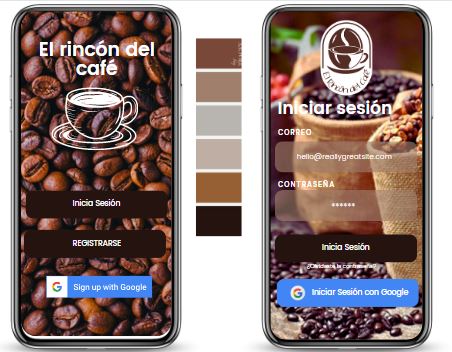 El rincón del
café
Inicia Sesión
REGISTRARSE
Sign up with Google
El rincón del café
Iniciar sesión
CORREO
hello@reallygreatsite.com
CONTRASEÑA
******
Inicia Sesión
¿Olvidaste la contraseña?
Iniciar Sesión con Google